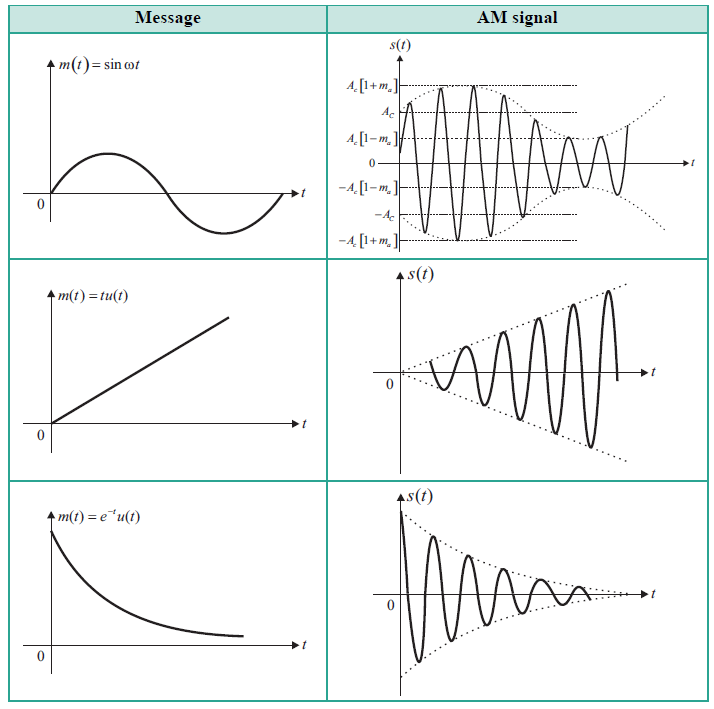 Message
AM signal
m(t) = sin ωt
0
t
s(t)
A_c[1+m_a]
A_C
A_c[1−m_a]
0
−A_c[1−m_a]
−A_C
−A_c[1+m_a]
t
m(t) = tu(t)
0
t
s(t)
0
t
m(t) = e^{−t}u(t)
0
t
s(t)
0
t